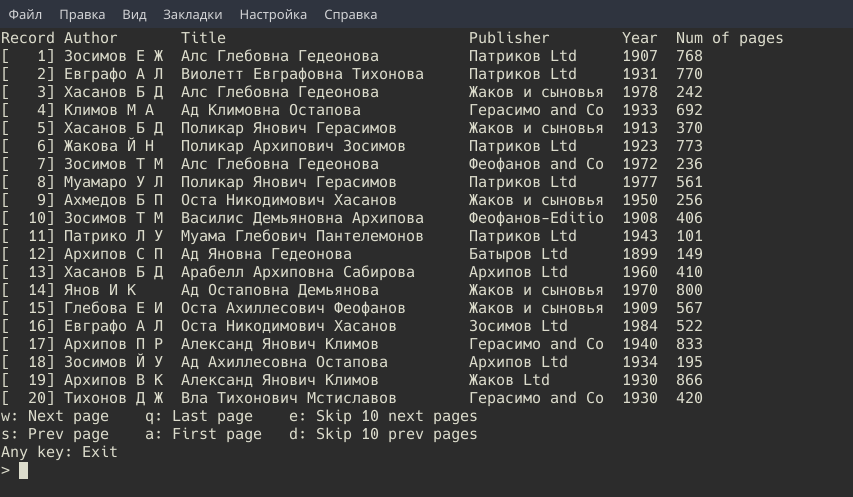 Файл Правка Вид Закладки Настройка Справка
Record Author Title Publisher Year Num of pages
[ 1] Зосимов Е Ж Алс Глебовна Гедеонова Патриков Ltd 1907 768
[ 2] Евграфо А Л Виолетт Евграфовна Тихонова Патриков Ltd 1931 770
[ 3] Хасанов Б Д Алс Глебовна Гедеонова Жаков и сыновья 1978 242
[ 4] Климов М А Ад Климовна Остапова Герасимо and Co 1933 692
[ 5] Хасанов Б Д Поликар Янович Герасимов Жаков и сыновья 1913 370
[ 6] Жакова Й Н Поликар Архипович Зосимов Патриков Ltd 1923 773
[ 7] Зосимов Т М Алс Глебовна Гедеонова Феофанов and Co 1972 236
[ 8] Муамаро У Л Поликар Янович Герасимов Патриков Ltd 1977 561
[ 9] Ахмедов Б П Оста Никодимович Хасанов Жаков и сыновья 1950 256
[ 10] Зосимов Т М Василис Демьяновна Архипова Феофанов-Editio 1908 406
[ 11] Патрико Л У Муама Глебович Пантелемонов Патриков Ltd 1943 101
[ 12] Архипов С П Ад Яновна Гедеонова Батыров Ltd 1899 149
[ 13] Хасанов Б Д Арабелл Архиповна Сабирова Архипов Ltd 1960 410
[ 14] Янов И К Ад Остаповна Демьянова Жаков и сыновья 1970 800
[ 15] Глебова Е И Оста Ахиллесович Феофанов Жаков и сыновья 1909 567
[ 16] Евграфо А Л Оста Никодимович Хасанов Зосимов Ltd 1984 522
[ 17] Архипов П Р Александ Янович Климов Герасимо and Co 1940 833
[ 18] Зосимов Й У Ад Ахиллесовна Остапова Архипов Ltd 1934 195
[ 19] Архипов В К Александ Янович Климов Жаков Ltd 1930 866
[ 20] Тихонов Д Ж Вла Тихонович Мстиславов Герасимо and Co 1930 420
w: Next page q: Last page e: Skip 10 next pages
s: Prev page a: First page d: Skip 10 prev pages
Any key: Exit
>